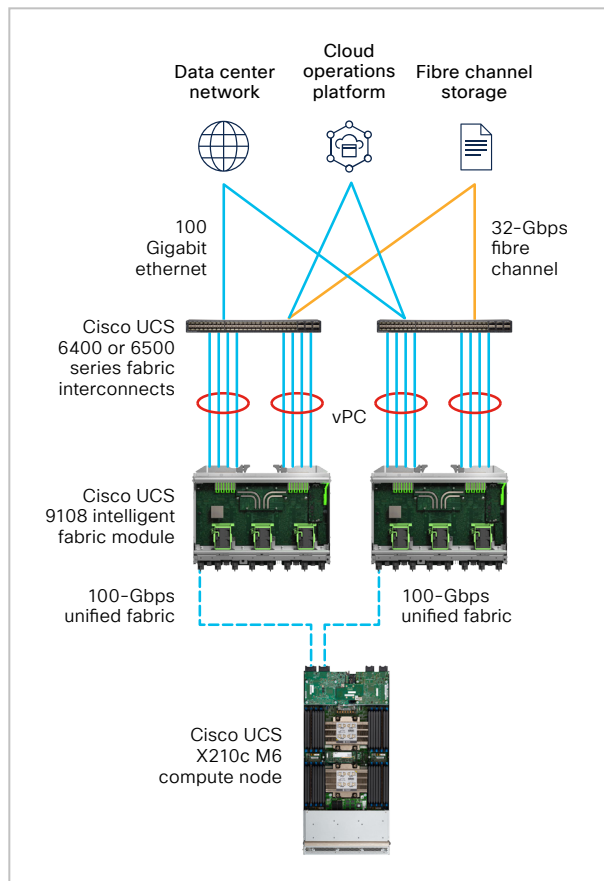 Data center
network
Cloud
operations
platform
Fibre channel
storage
100
Gigabit
ethernet
32-Gbps
fibre
channel
Cisco UCS
6400 or 6500
series fabric
interconnects
vPC
Cisco UCS
9108 intelligent
fabric module
100-Gbps
unified fabric
100-Gbps
unified fabric
Cisco UCS
X210c M6
compute node